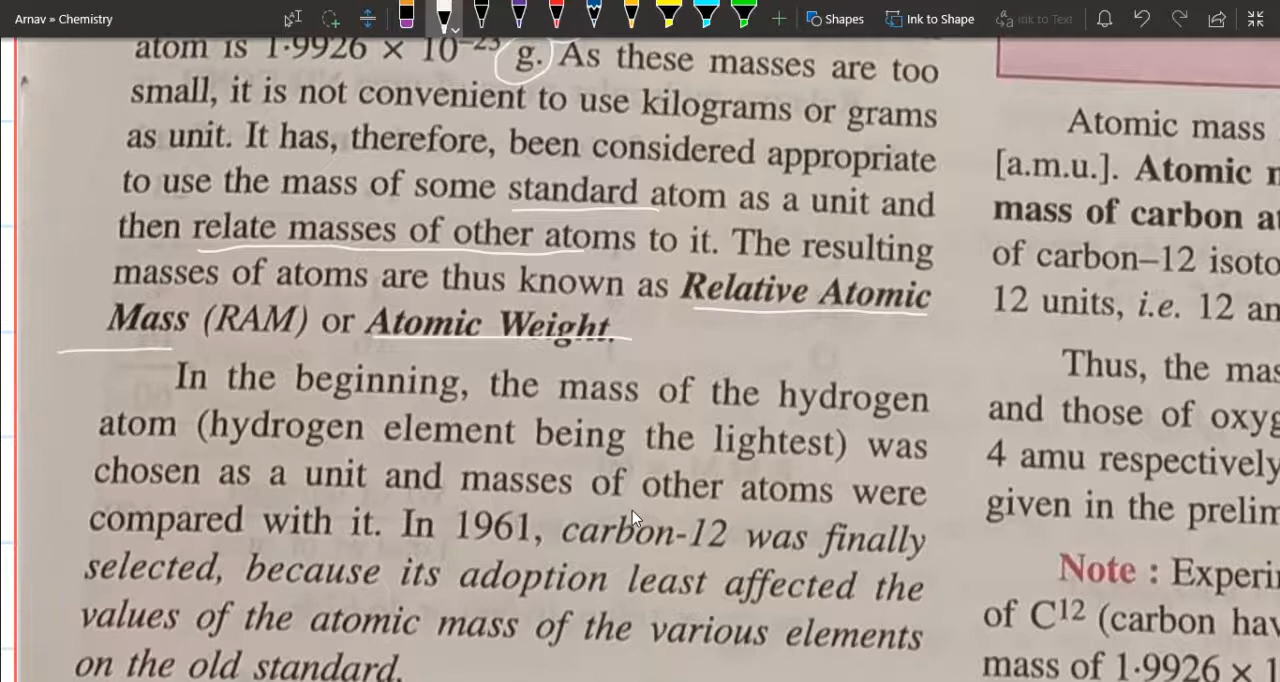 Arnav » Chemistry
Shapes
Ink to Shape
Ink to Text
atom is 1·9926 × 10⁻²³ g. As these masses are too
small, it is not convenient to use kilograms or grams
as unit. It has, therefore, been considered appropriate
to use the mass of some standard atom as a unit and
then relate masses of other atoms to it. The resulting
masses of atoms are thus known as Relative Atomic
Mass (RAM) or Atomic Weight.
In the beginning, the mass of the hydrogen
atom (hydrogen element being the lightest) was
chosen as a unit and masses of other atoms were
compared with it. In 1961, carbon-12 was finally
selected, because its adoption least affected the
values of the atomic mass of the various elements
on the old standard.
Atomic mass
[a.m.u.]. Atomic
mass of carbon
of carbon–12
12 units, i.e. 12
Thus, the
and those of
4 amu respectively
given in the
Note :
of C¹² (carbon
mass of 1·9926 ×